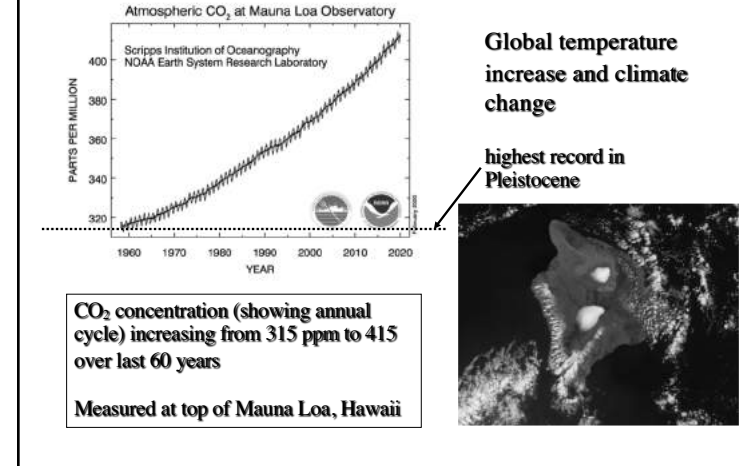 Atmospheric CO₂ at Mauna Loa Observatory
Scripps Institution of Oceanography
NOAA Earth System Research Laboratory
PARTS PER MILLION
400
380
360
340
320
1960 1970 1980 1990 2000 2010 2020
YEAR
Global temperature
increase and climate
change
highest record in
Pleistocene
CO₂ concentration (showing annual
cycle) increasing from 315 ppm to 415
over last 60 years
Measured at top of Mauna Loa, Hawaii